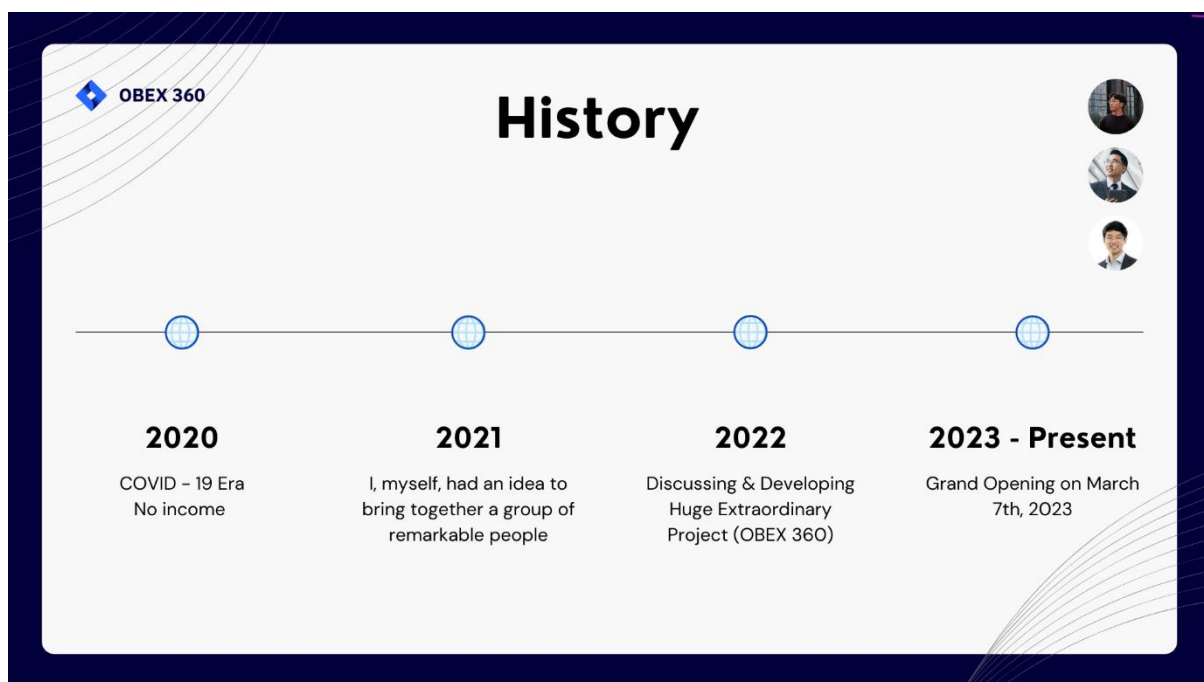 OBEX 360
History
2020
COVID - 19 Era
No income
2021
I, myself, had an idea to
bring together a group of
remarkable people
2022
Discussing & Developing
Huge Extraordinary
Project (OBEX 360)
2023 - Present
Grand Opening on March
7th, 2023